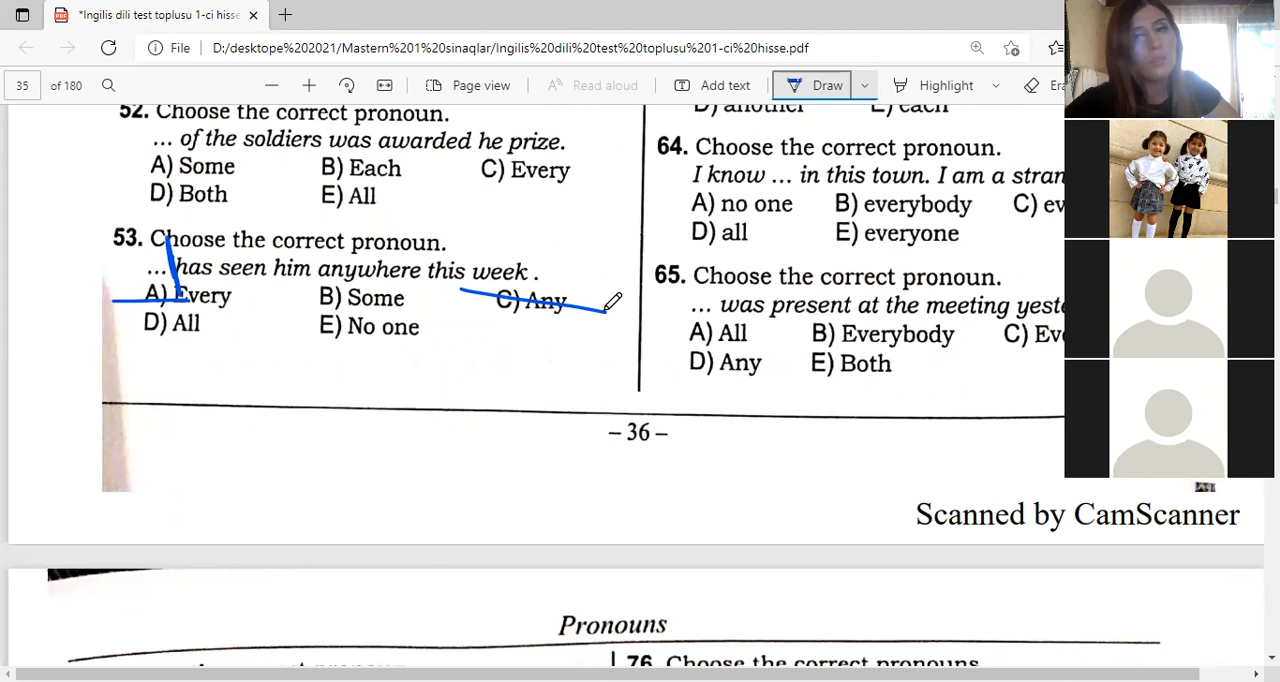 *Ingilis dili test toplusu 1-ci hisse
File
D:/desktope%202021/Mastern%201%20sinaqlar/Ingilis%20dili%20test%20toplusu%201-ci%20hisse.pdf
35 of 180
Page view
Read aloud
Add text
Draw
Highlight
Era
52. Choose the correct pronoun.
... of the soldiers was awarded he prize.
A) Some B) Each C) Every
D) Both E) All
53. Choose the correct pronoun.
... has seen him anywhere this week .
A) Every B) Some C) Any
D) All E) No one
D) another E) each
64. Choose the correct pronoun.
I know ... in this town. I am a stran
A) no one B) everybody C) ev
D) all E) everyone
65. Choose the correct pronoun.
... was present at the meeting yeste
A) All B) Everybody C) Ev
D) Any E) Both
– 36 –
Scanned by CamScanner
Pronouns
76. Choose the correct pronouns